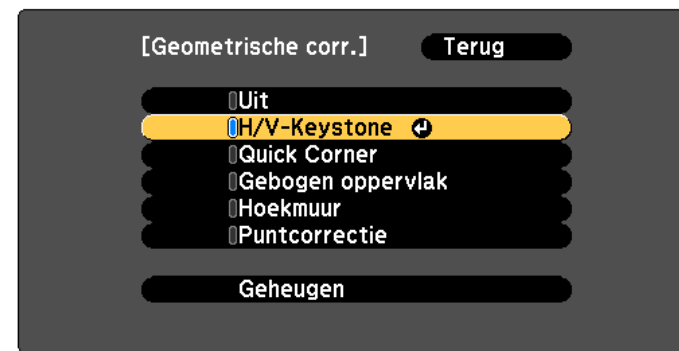 [Geometrische corr.] Terug
Uit
H/V-Keystone
Quick Corner
Gebogen oppervlak
Hoekmuur
Puntcorrectie
Geheugen